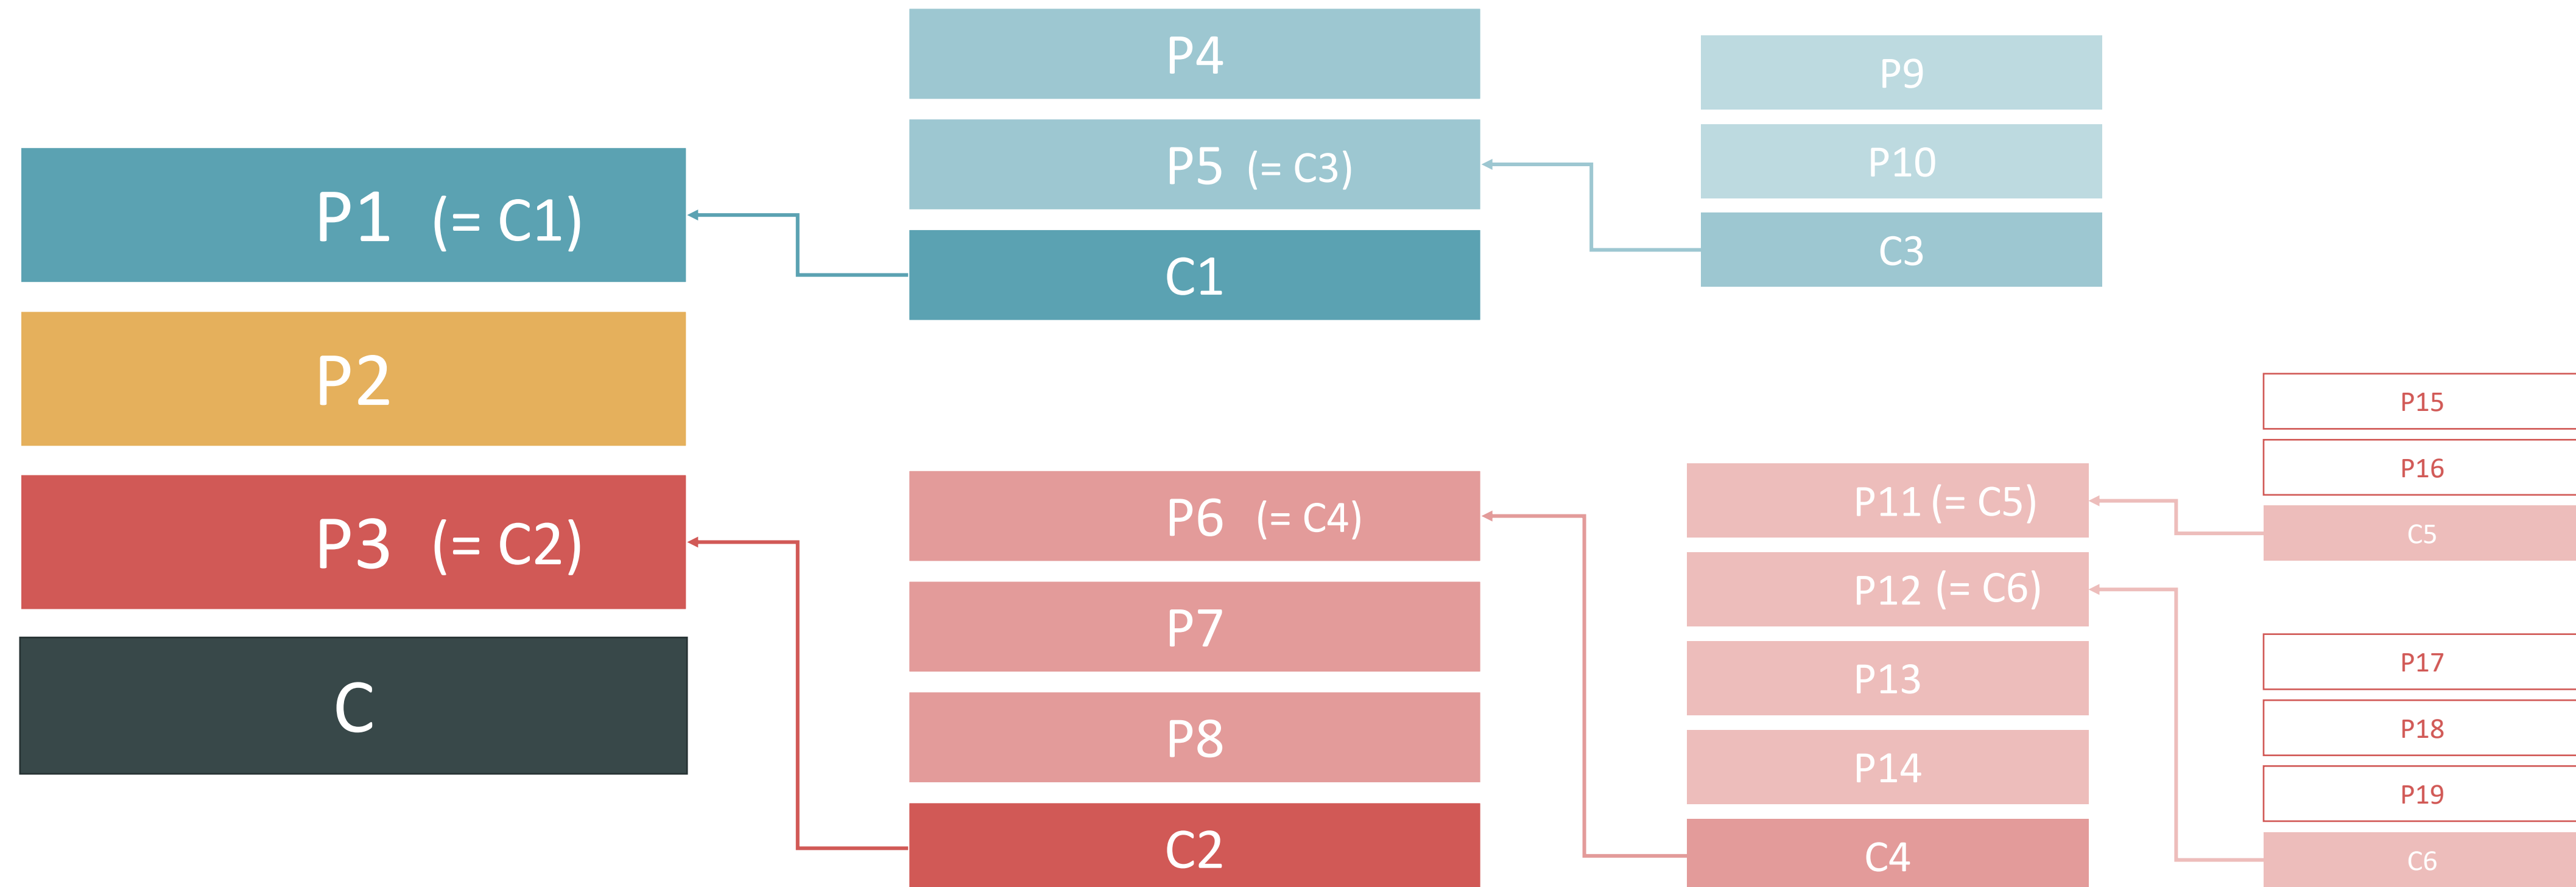 P1 (= C1)
P2
P3 (= C2)
C
P4
P5 (= C3)
C1
P6 (= C4)
P7
P8
C2
P9
P10
C3
P11 (= C5)
P12 (= C6)
P13
P14
C4
P15
P16
C5
P17
P18
P19
C6